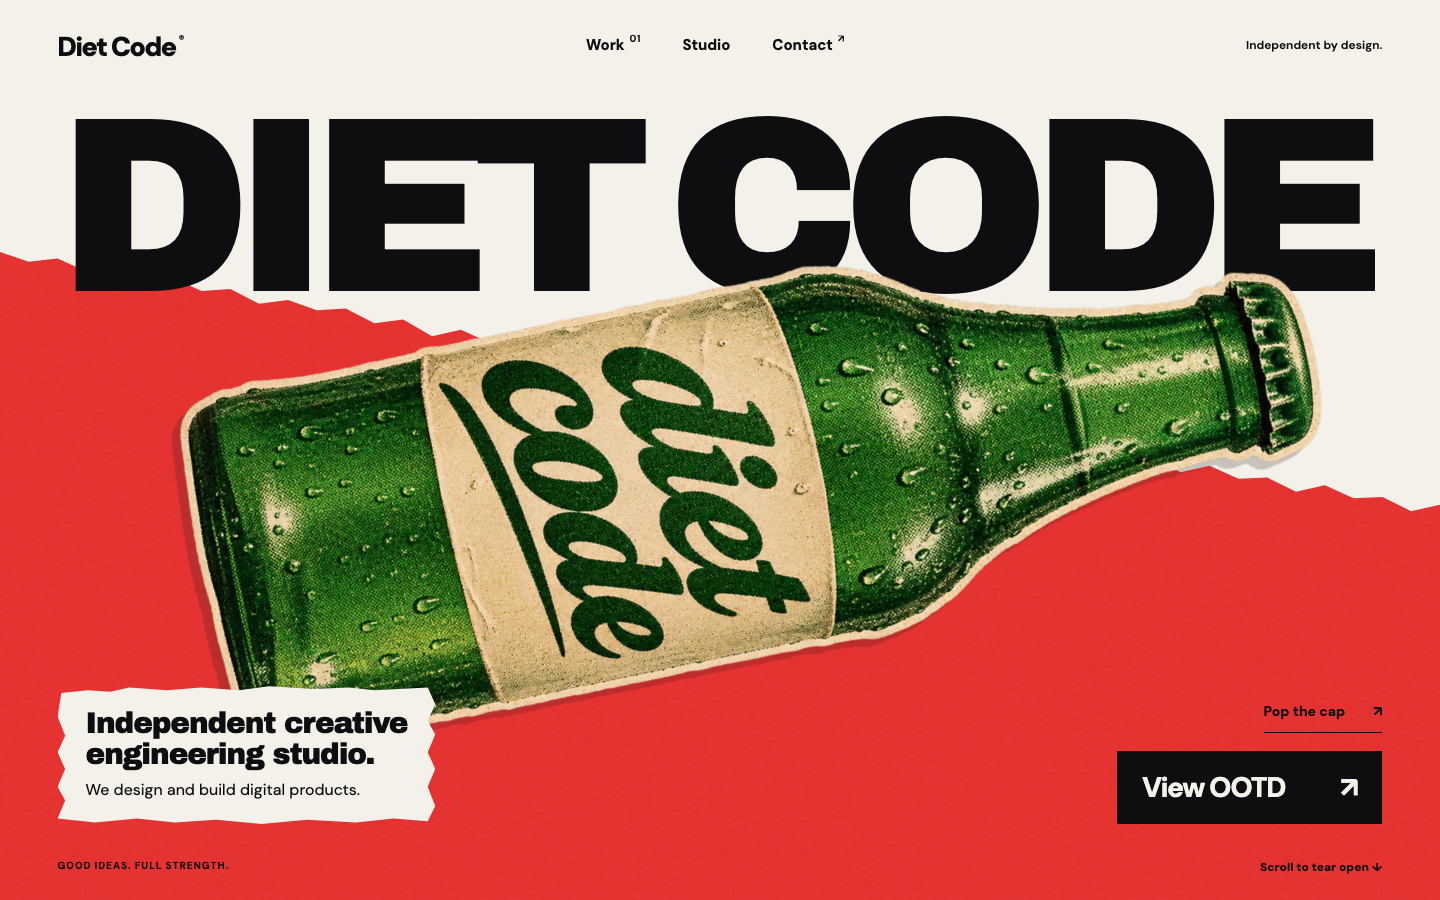 Diet Code®
Work 01
Studio
Contact ↗
Independent by design.
DIET CODE
diet
code
Independent creative
engineering studio.
We design and build digital products.
Pop the cap ↗
View OOTD ↗
GOOD IDEAS. FULL STRENGTH.
Scroll to tear open ↓